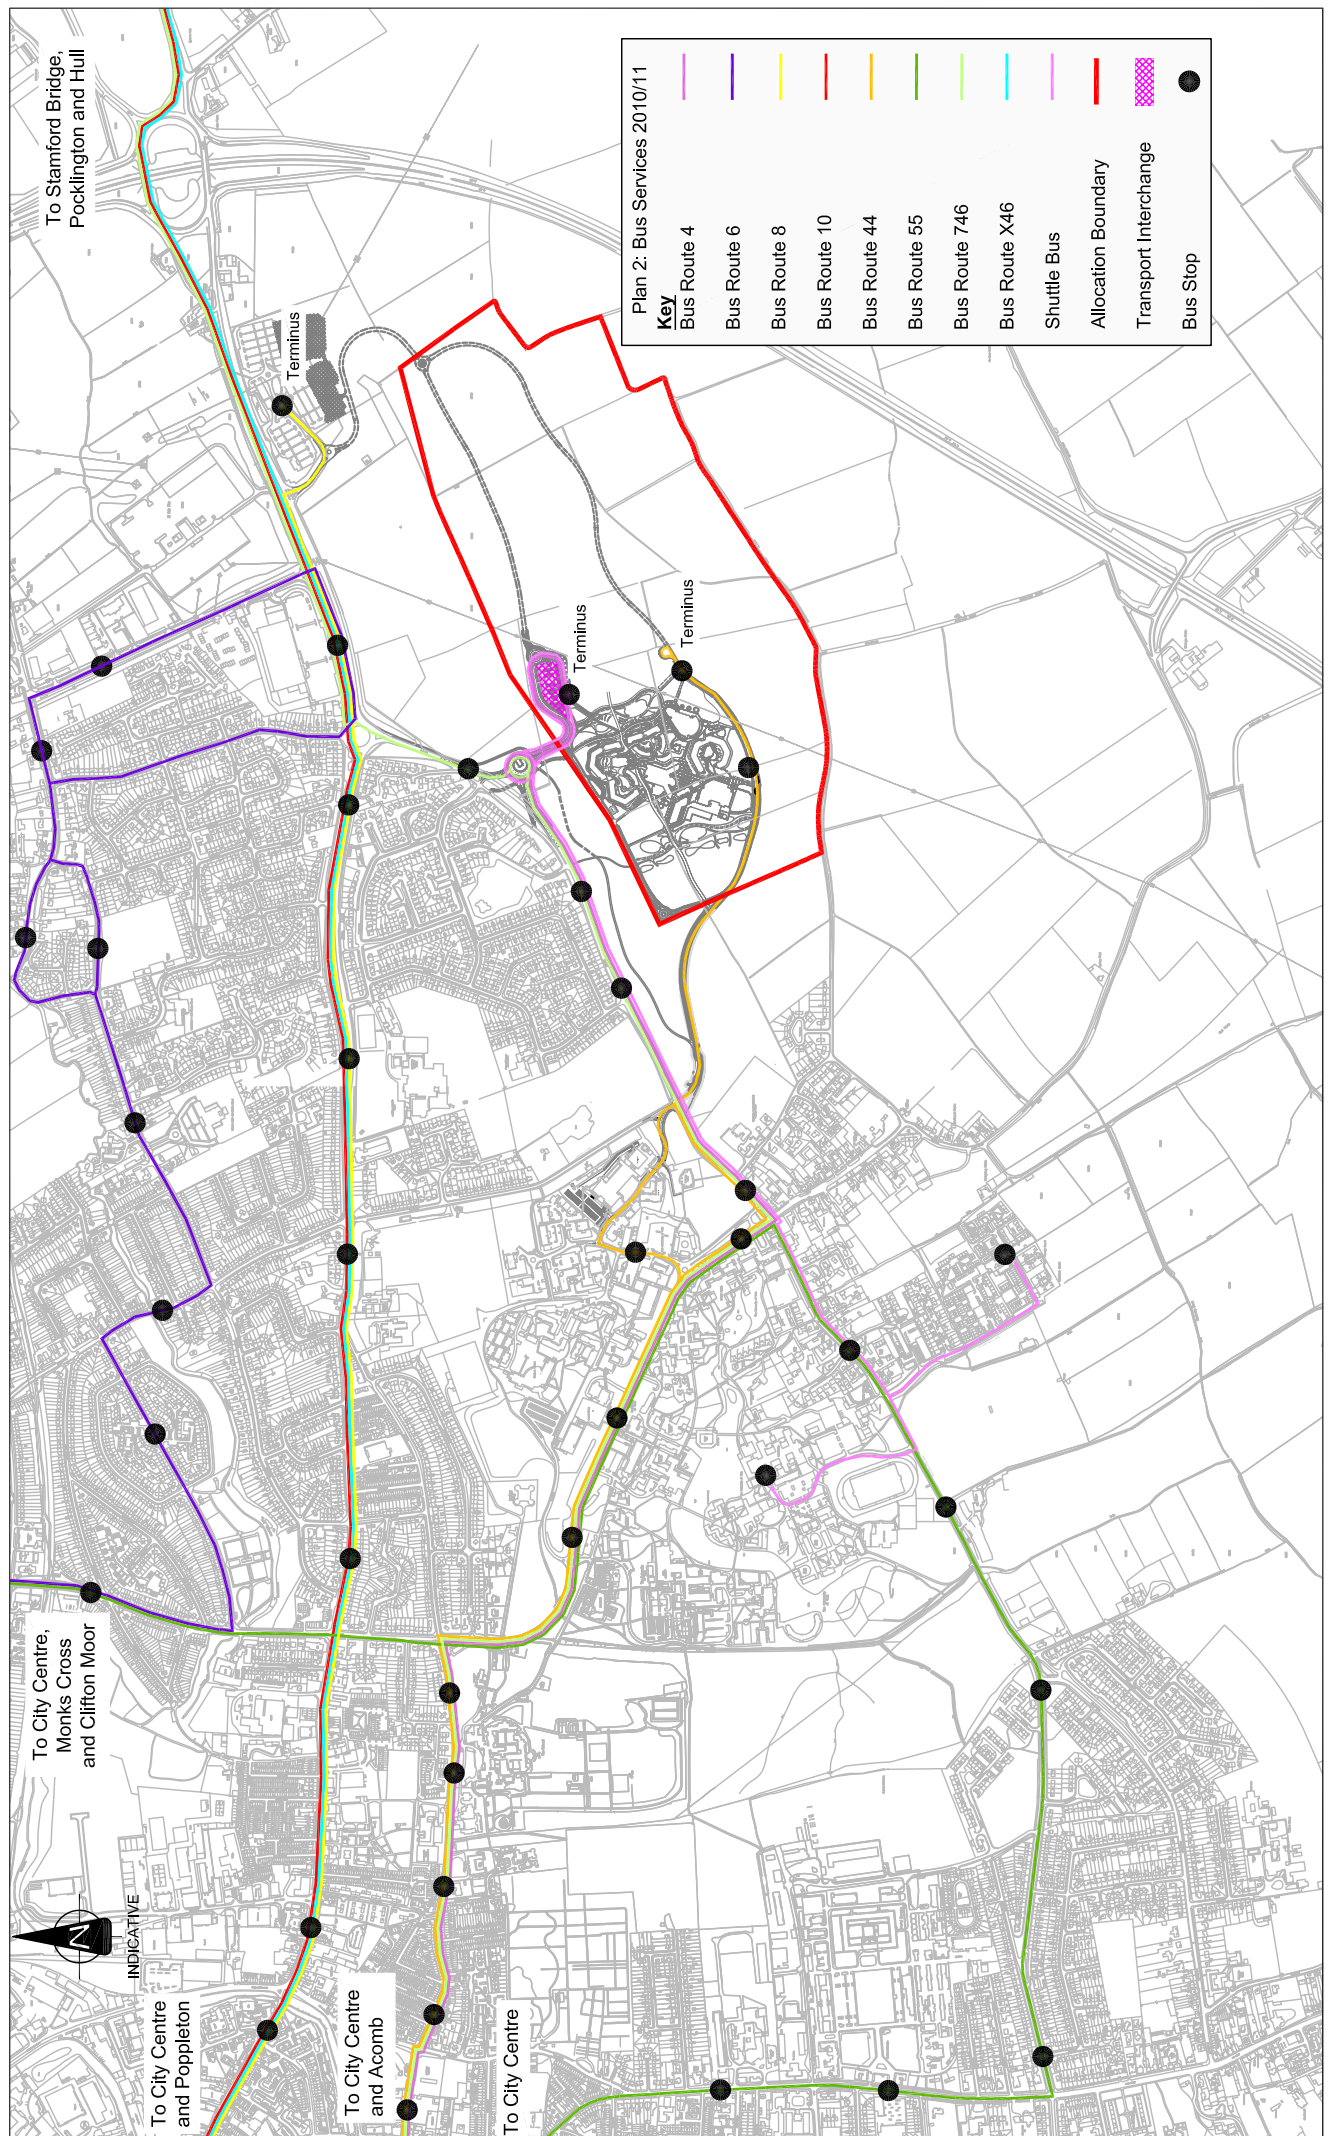 To Stamford Bridge,
Pocklington and Hull
Plan 2: Bus Services 2010/11
Key
Bus Route 4
Bus Route 6
Bus Route 8
Bus Route 10
Bus Route 44
Bus Route 55
Bus Route 746
Bus Route X46
Shuttle Bus
Allocation Boundary
Transport Interchange
Bus Stop
Terminus
Terminus
Terminus
To City Centre,
Monks Cross
and Clifton Moor
N
INDICATIVE
To City Centre
and Poppleton
To City Centre
and Acomb
To City Centre